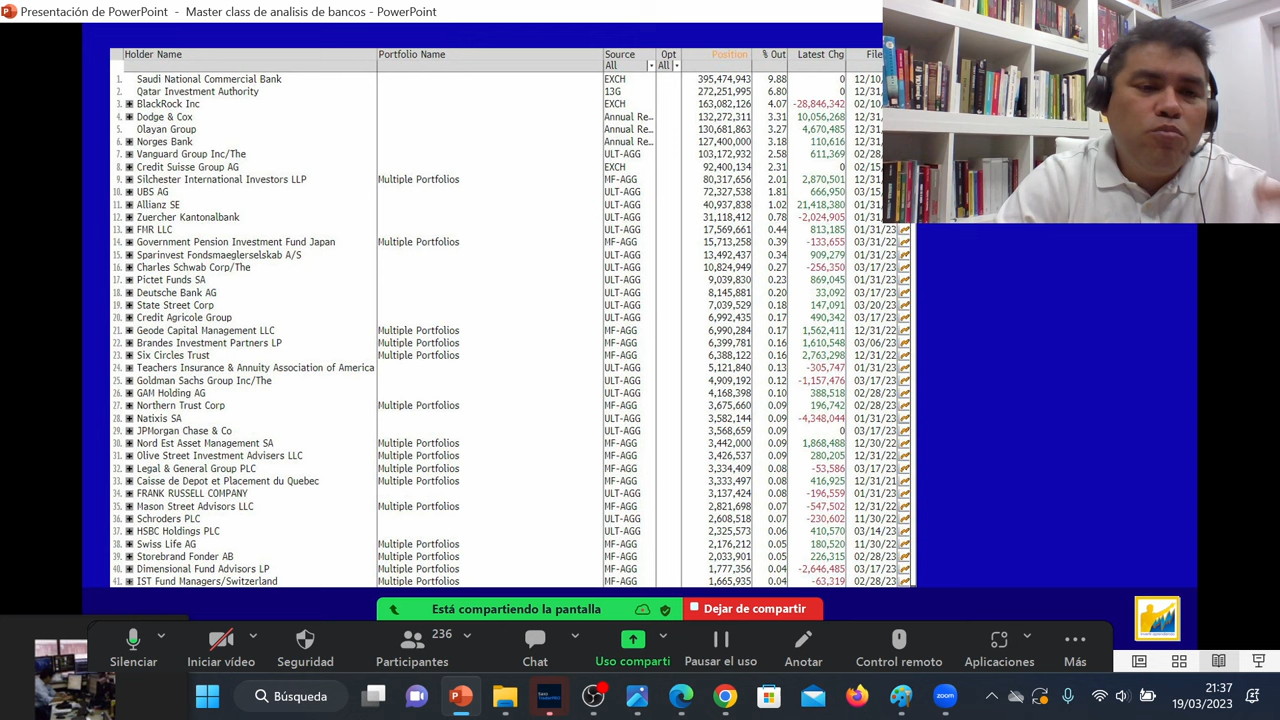 Presentación de PowerPoint - Master class de analisis de bancos - PowerPoint
Holder Name Portfolio Name Source Opt Position % Out Latest Chg File
All All
1. Saudi National Commercial Bank EXCH 395,474,943 9.88 0 12/10,
2. Qatar Investment Authority 13G 272,251,995 6.80 0 12/31,
3. BlackRock Inc EXCH 163,082,126 4.07 -28,846,342 02/10,
4. Dodge & Cox Annual Re... 132,272,311 3.31 10,056,268 12/31,
5. Olayan Group Annual Re... 130,681,863 3.27 4,670,485 12/31,
6. Norges Bank Annual Re... 127,400,000 3.18 110,616 12/31,
7. Vanguard Group Inc/The ULT-AGG 103,172,932 2.58 611,369 02/28,
8. Credit Suisse Group AG EXCH 92,400,134 2.31 0 02/15,
9. Silchester International Investors LLP Multiple Portfolios MF-AGG 80,317,656 2.01 2,870,501 12/31,
10. UBS AG ULT-AGG 72,327,538 1.81 666,950 03/15,
11. Allianz SE ULT-AGG 40,937,838 1.02 21,418,380 01/31,
12. Zuercher Kantonalbank ULT-AGG 31,118,412 0.78 -2,024,905 01/31,
13. FMR LLC ULT-AGG 17,569,661 0.44 813,185 01/31/23
14. Government Pension Investment Fund Japan Multiple Portfolios MF-AGG 15,713,258 0.39 -133,655 03/31/22
15. Sparinvest Fondsmaeglerselskab A/S ULT-AGG 13,492,437 0.34 909,279 01/31/23
16. Charles Schwab Corp/The ULT-AGG 10,824,949 0.27 -256,350 03/17/23
17. Pictet Funds SA ULT-AGG 9,039,830 0.23 869,045 01/31/23
18. Deutsche Bank AG ULT-AGG 8,145,881 0.20 33,092 03/17/23
19. State Street Corp ULT-AGG 7,039,529 0.18 147,091 03/20/23
20. Credit Agricole Group ULT-AGG 6,992,435 0.17 490,342 03/17/23
21. Geode Capital Management LLC Multiple Portfolios MF-AGG 6,990,284 0.17 1,562,411 12/31/22
22. Brandes Investment Partners LP Multiple Portfolios MF-AGG 6,399,781 0.16 1,610,548 03/06/22
23. Six Circles Trust Multiple Portfolios MF-AGG 6,388,122 0.16 2,763,298 12/31/22
24. Teachers Insurance & Annuity Association of America ULT-AGG 5,121,840 0.13 -305,747 01/31/23
25. Goldman Sachs Group Inc/The ULT-AGG 4,909,192 0.12 -1,157,476 03/17/23
26. GAM Holding AG ULT-AGG 4,168,398 0.10 388,518 02/28/23
27. Northern Trust Corp Multiple Portfolios MF-AGG 3,675,660 0.09 196,742 02/28/23
28. Natixis SA ULT-AGG 3,582,144 0.09 -4,348,044 01/31/23
29. JPMorgan Chase & Co ULT-AGG 3,568,659 0.09 0 03/17/23
30. Nord Est Asset Management SA Multiple Portfolios MF-AGG 3,442,000 0.09 1,868,488 12/30/22
31. Olive Street Investment Advisers LLC Multiple Portfolios MF-AGG 3,426,537 0.09 280,205 12/31/22
32. Legal & General Group PLC Multiple Portfolios MF-AGG 3,334,409 0.08 -53,586 03/17/23
33. Caisse de Depot et Placement du Quebec Multiple Portfolios MF-AGG 3,333,497 0.08 416,925 12/31/21
34. FRANK RUSSELL COMPANY ULT-AGG 3,137,424 0.08 -196,559 01/31/23
35. Mason Street Advisors LLC Multiple Portfolios MF-AGG 2,821,698 0.07 -547,502 12/31/22
36. Schroders PLC ULT-AGG 2,608,518 0.07 -230,602 11/30/22
37. HSBC Holdings PLC ULT-AGG 2,325,573 0.06 410,570 03/14/23
38. Swiss Life AG Multiple Portfolios MF-AGG 2,176,212 0.05 180,520 11/30/22
39. Storebrand Fonder AB Multiple Portfolios MF-AGG 2,033,901 0.05 226,315 02/28/23
40. Dimensional Fund Advisors LP Multiple Portfolios MF-AGG 1,777,356 0.04 -2,646,485 03/17/23
41. IST Fund Managers/Switzerland Multiple Portfolios MF-AGG 1,665,935 0.04 -63,319 02/28/23
Está compartiendo la pantalla Dejar de compartir
236
Silenciar Iniciar vídeo Seguridad Participantes Chat Uso comparti Pausar el uso Anotar Control remoto Aplicaciones Más
Búsqueda
zoom
21:37
19/03/2023